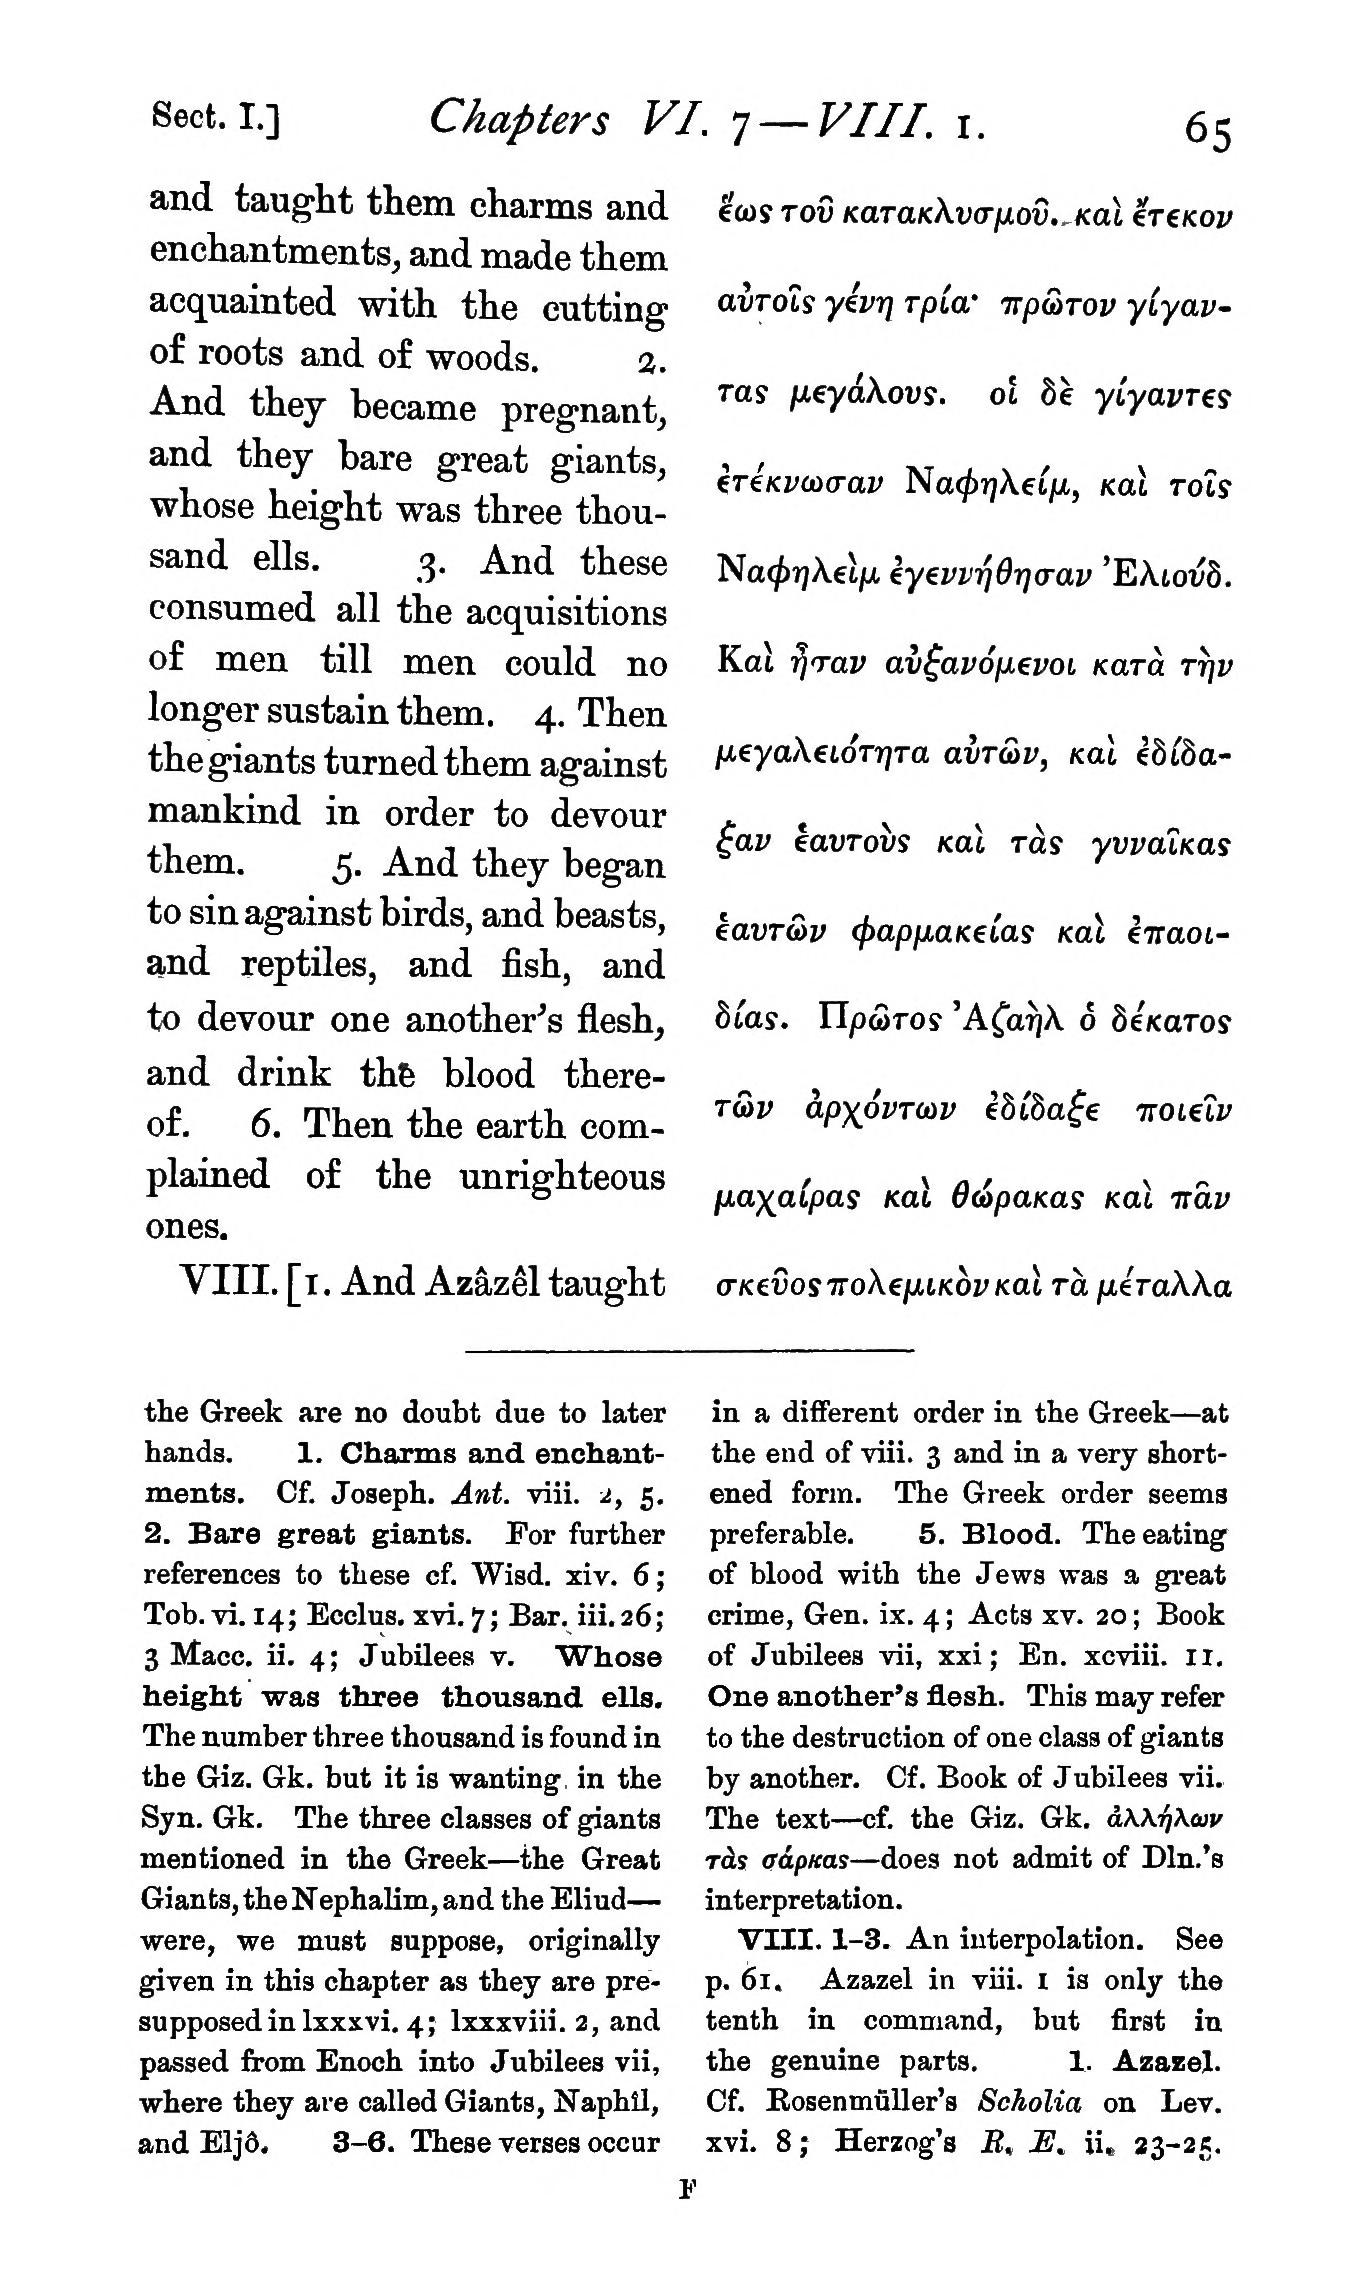 Sect. I.] Chapters VI. 7—VIII. 1. 65
and taught them charms and
enchantments, and made them
acquainted with the cutting
of roots and of woods. 2.
And they became pregnant,
and they bare great giants,
whose height was three thou-
sand ells. 3. And these
consumed all the acquisitions
of men till men could no
longer sustain them. 4. Then
the giants turned them against
mankind in order to devour
them. 5. And they began
to sin against birds, and beasts,
and reptiles, and fish, and
to devour one another's flesh,
and drink the blood there-
of. 6. Then the earth com-
plained of the unrighteous
ones.
VIII. [1. And Azâzêl taught
ἕως τοῦ κατακλυσμοῦ. καὶ ἔτεκον
αὐτοῖς γένη τρία· πρῶτον γίγαν-
τας μεγάλους. οἱ δὲ γίγαντες
ἐτέκνωσαν Ναφηλείμ, καὶ τοῖς
Ναφηλεὶμ ἐγεννήθησαν Ἐλιούδ.
Καὶ ἦσαν αὐξανόμενοι κατὰ τὴν
μεγαλειότητα αὐτῶν, καὶ ἐδίδα-
ξαν ἑαυτοὺς καὶ τὰς γυναῖκας
ἑαυτῶν φαρμακείας καὶ ἐπαοι-
δίας. Πρῶτος Ἀζαὴλ ὁ δέκατος
τῶν ἀρχόντων ἐδίδαξε ποιεῖν
μαχαίρας καὶ θώρακας καὶ πᾶν
σκεῦος πολεμικὸν καὶ τὰ μέταλλα
the Greek are no doubt due to later
hands. 1. Charms and enchant-
ments. Cf. Joseph. Ant. viii. 2, 5.
2. Bare great giants. For further
references to these cf. Wisd. xiv. 6;
Tob. vi. 14; Ecclus. xvi. 7; Bar. iii. 26;
3 Macc. ii. 4; Jubilees v. Whose
height was three thousand ells.
The number three thousand is found in
the Giz. Gk. but it is wanting in the
Syn. Gk. The three classes of giants
mentioned in the Greek—the Great
Giants, the Nephalim, and the Eliud—
were, we must suppose, originally
given in this chapter as they are pre-
supposed in lxxxvi. 4; lxxxviii. 2, and
passed from Enoch into Jubilees vii,
where they are called Giants, Naphîl,
and Eljô. 3–6. These verses occur
in a different order in the Greek—at
the end of viii. 3 and in a very short-
ened form. The Greek order seems
preferable. 5. Blood. The eating
of blood with the Jews was a great
crime, Gen. ix. 4; Acts xv. 20; Book
of Jubilees vii, xxi; En. xcviii. 11.
One another's flesh. This may refer
to the destruction of one class of giants
by another. Cf. Book of Jubilees vii.
The text—cf. the Giz. Gk. ἀλλήλων
τὰς σάρκας—does not admit of Dln.'s
interpretation.
VIII. 1–3. An interpolation. See
p. 61. Azazel in viii. 1 is only the
tenth in command, but first in
the genuine parts. 1. Azazel.
Cf. Rosenmüller's Scholia on Lev.
xvi. 8; Herzog's R. E. ii. 23–25.
F